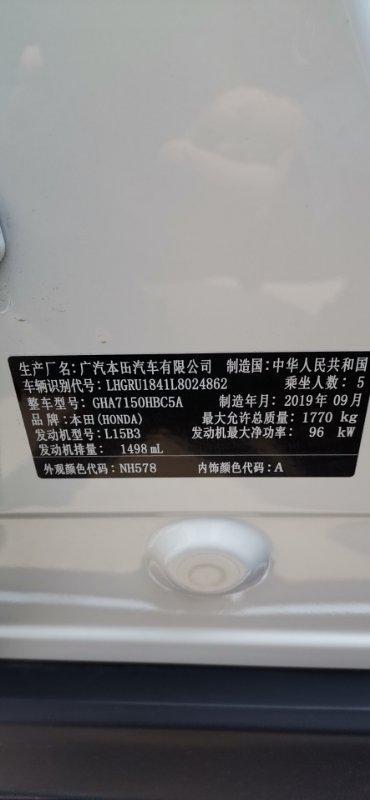 生产厂名:广汽本田汽车有限公司 制造国:中华人民共和国
车辆识别代号:LHGRU1841L8024862 乘坐人数:5
整车型号:GHA7150HBC5A 制造年月:2019年09月
品牌:本田(HONDA) 最大允许总质量:1770 kg
发动机型号:L15B3 发动机最大净功率:96 kW
发动机排量:1498 mL
外观颜色代码:NH578 内饰颜色代码:A